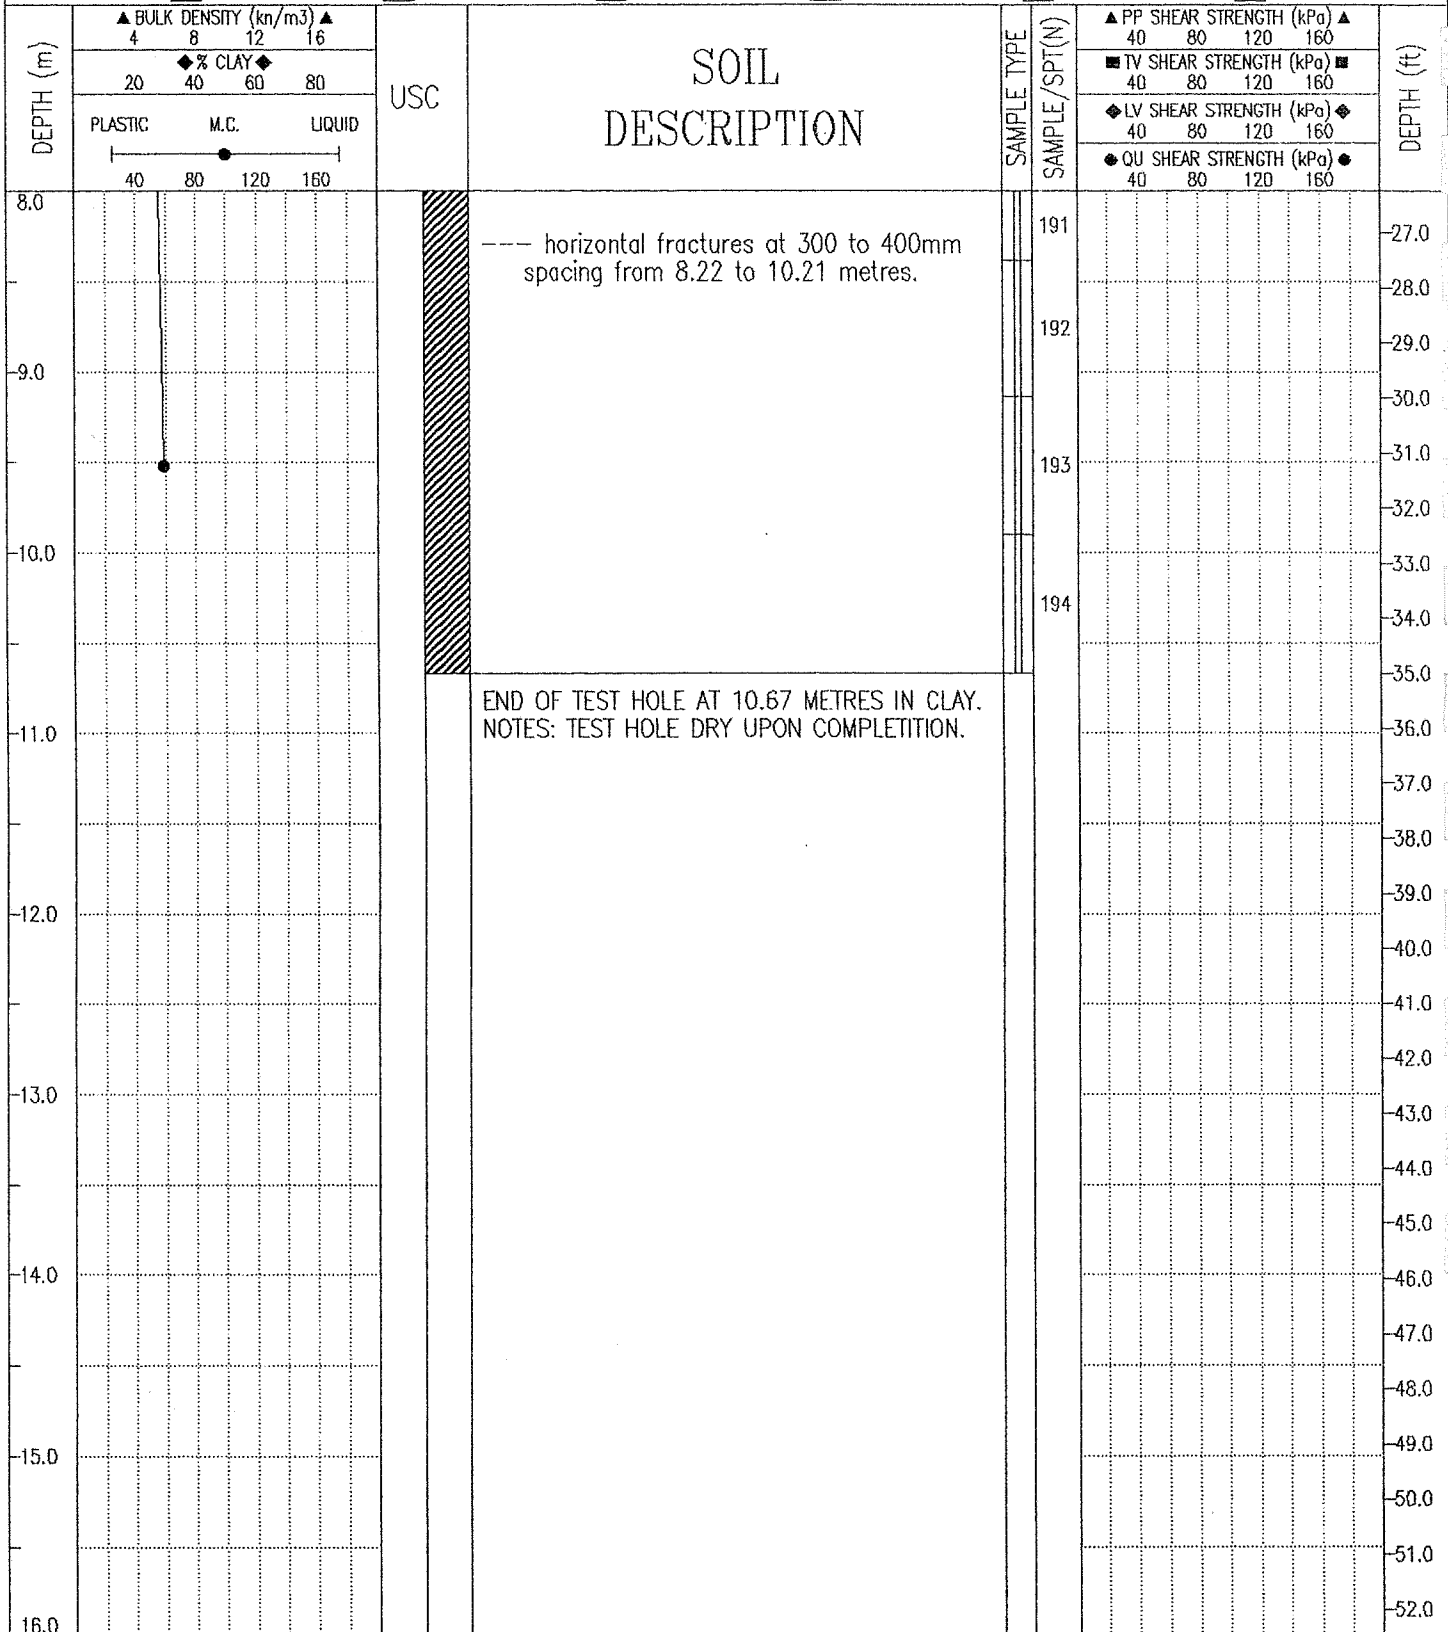 ▲ BULK DENSITY (kn/m3) ▲
4 8 12 16
◆ % CLAY ◆
20 40 60 80
PLASTIC M.C. LIQUID
40 80 120 160
DEPTH (m)
USC
SOIL
DESCRIPTION
SAMPLE TYPE
SAMPLE/SPT(N)
▲ PP SHEAR STRENGTH (kPa) ▲
40 80 120 160
■ TV SHEAR STRENGTH (kPa) ■
40 80 120 160
◆ LV SHEAR STRENGTH (kPa) ◆
40 80 120 160
● QU SHEAR STRENGTH (kPa) ●
40 80 120 160
DEPTH (ft)
8.0
9.0
10.0
11.0
12.0
13.0
14.0
15.0
16.0
--- horizontal fractures at 300 to 400mm
spacing from 8.22 to 10.21 metres.
END OF TEST HOLE AT 10.67 METRES IN CLAY.
NOTES: TEST HOLE DRY UPON COMPLETITION.
191
192
193
194
27.0
28.0
29.0
30.0
31.0
32.0
33.0
34.0
35.0
36.0
37.0
38.0
39.0
40.0
41.0
42.0
43.0
44.0
45.0
46.0
47.0
48.0
49.0
50.0
51.0
52.0